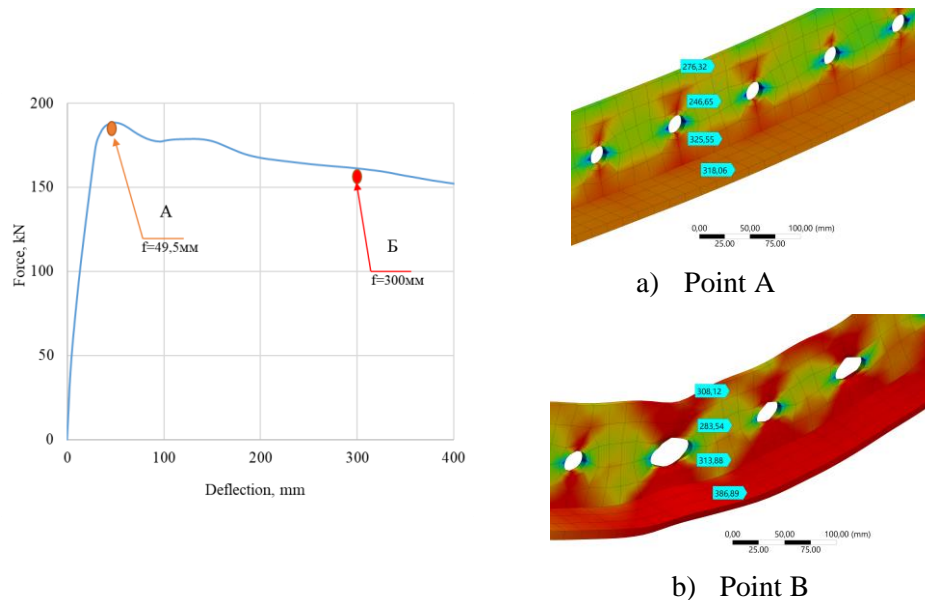 200
150
100
50
0
0
100
200
300
400
Force, kN
Deflection, mm
А
f=49,5мм
Б
f=300мм
276,32
246,65
325,55
318,06
0,00
50,00
100,00 (mm)
25,00
75,00
a) Point A
308,12
283,54
313,88
386,89
0,00
50,00
100,00 (mm)
25,00
75,00
b) Point B